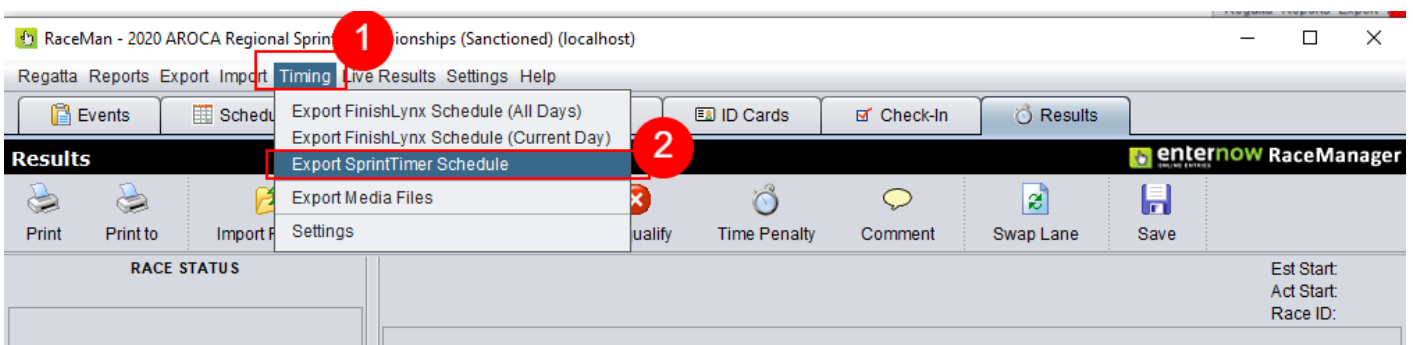 Regatta Reports Export
RaceMan - 2020 AROCA Regional Sprin ionships (Sanctioned) (localhost)
1
Regatta Reports Export Import Timing Live Results Settings Help
Events Schedu ID Cards Check-In Results
Export FinishLynx Schedule (All Days)
Export FinishLynx Schedule (Current Day)
2
Export SprintTimer Schedule
Export Media Files
Settings
Results
enternow RaceManager
ONLINE ENTRIES
Print Print to Import F ualify Time Penalty Comment Swap Lane Save
RACE STATUS
Est Start:
Act Start:
Race ID: